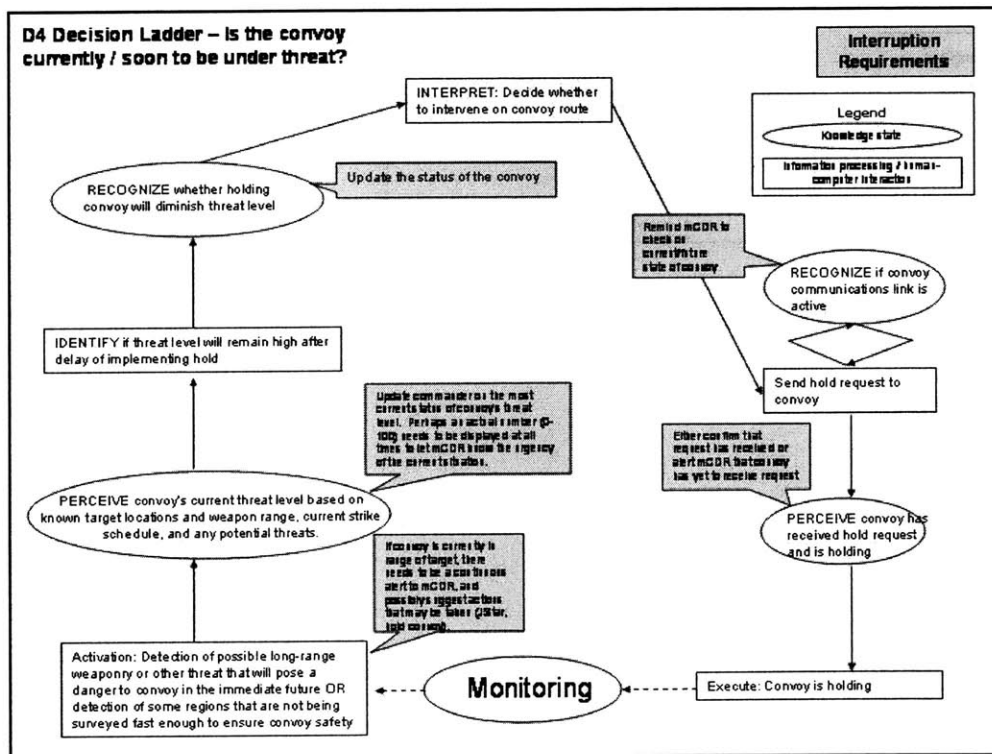 D4 Decision Ladder – Is the convoy
currently / soon to be under threat?
Interruption
Requirements
Legend
Knowledge state
Information processing / human-
computer interaction
INTERPRET: Decide whether
to intervene on convoy route
RECOGNIZE whether holding
convoy will diminish threat level
Update the status of the convoy
Remind mCDR to
check on
current/future
state of convoy
RECOGNIZE if convoy
communications link is
active
IDENTIFY if threat level will remain high after
delay of implementing hold
Send hold request to
convoy
Update commander on the most
current status of convoy's threat
level. Perhaps an actual number (0-
100) needs to be displayed at all
times to let mCDR know the urgency
of the current situation.
Either confirm that
request has received or
alert mCDR that convoy
has yet to receive request
PERCEIVE convoy's current threat level based on
known target locations and weapon range, current strike
schedule, and any potential threats.
PERCEIVE convoy has
received hold request
and is holding
If convoy is currently in
range of target, there
needs to be a continuous
alert to mCDR, and
possibly suggest actions
that may be taken (JStar,
hold convoy).
Activation: Detection of possible long-range
weaponry or other threat that will pose a
danger to convoy in the immediate future OR
detection of some regions that are not being
surveyed fast enough to ensure convoy safety
Monitoring
Execute: Convoy is holding